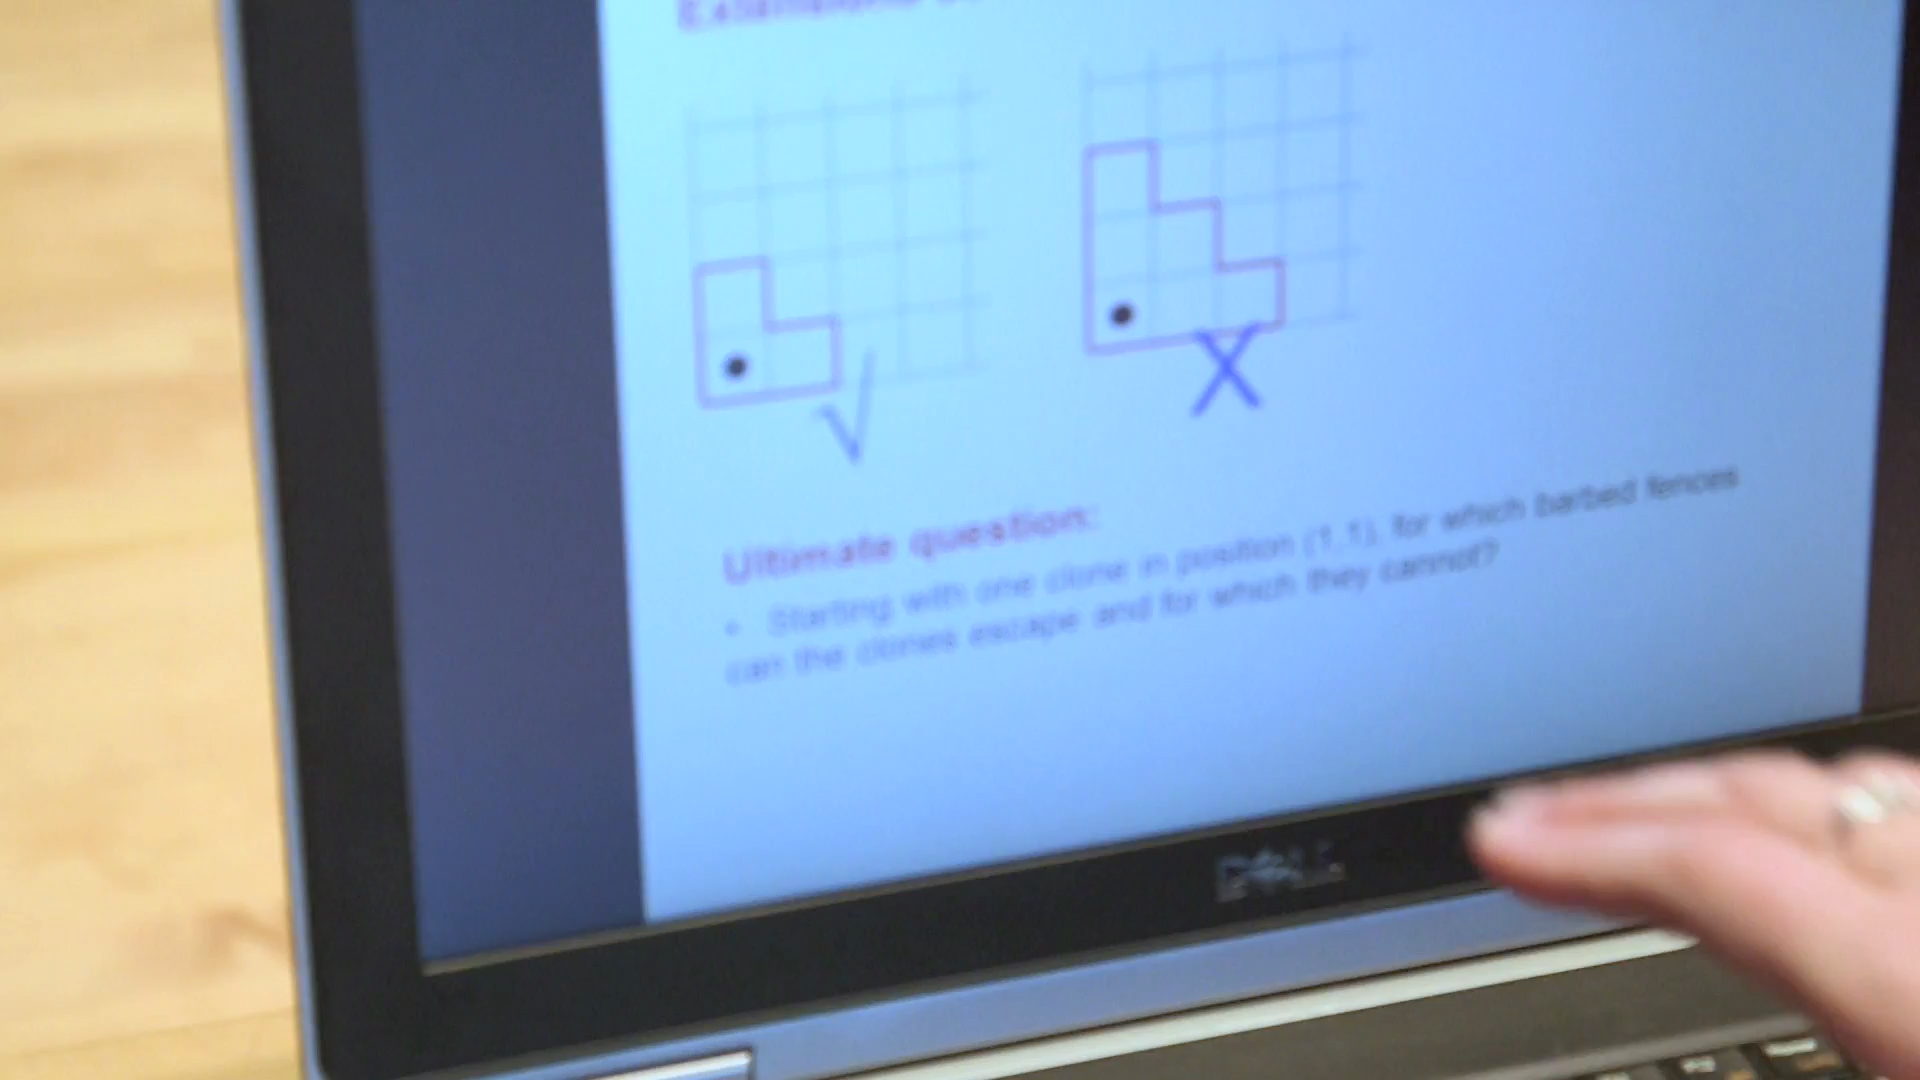 Extensions
√
X
Ultimate question:
• Starting with one clone in position (1,1), for which barbed fences
can the clones escape and for which they cannot?
DELL